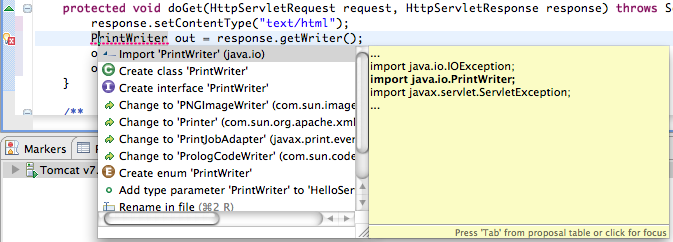 protected void doGet(HttpServletRequest request, HttpServletResponse response) throws Se
response.setContentType("text/html");
PrintWriter out = response.getWriter();
o
o
}
/**
Import 'PrintWriter' (java.io)
Create class 'PrintWriter'
Create interface 'PrintWriter'
Change to 'PNGImageWriter' (com.sun.image
Change to 'Printer' (com.sun.org.apache.xml
Change to 'PrintJobAdapter' (javax.print.even
Change to 'PrologCodeWriter' (com.sun.code
Create enum 'PrintWriter'
Add type parameter 'PrintWriter' to 'HelloSer
Rename in file (⌘2 R)
...
import java.io.IOException;
import java.io.PrintWriter;
import javax.servlet.ServletException;
...
Press 'Tab' from proposal table or click for focus
Markers
P
Tomcat v7.